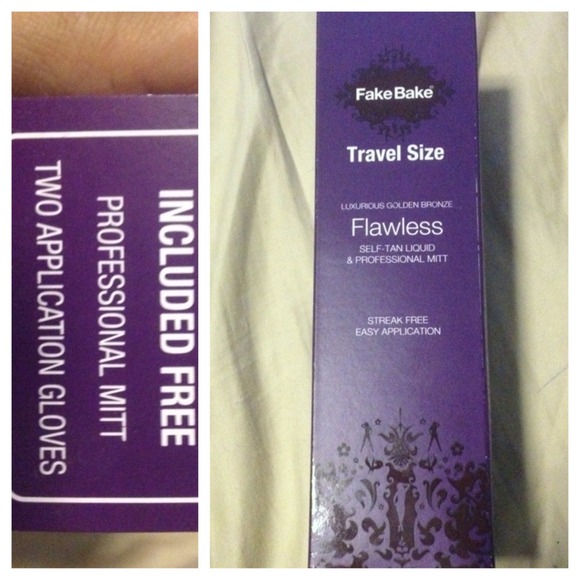 INCLUDED FREE
PROFESSIONAL MITT
TWO APPLICATION GLOVES
FakeBake®
Travel Size
LUXURIOUS GOLDEN BRONZE
Flawless
SELF-TAN LIQUID
& PROFESSIONAL MITT
STREAK FREE
EASY APPLICATION